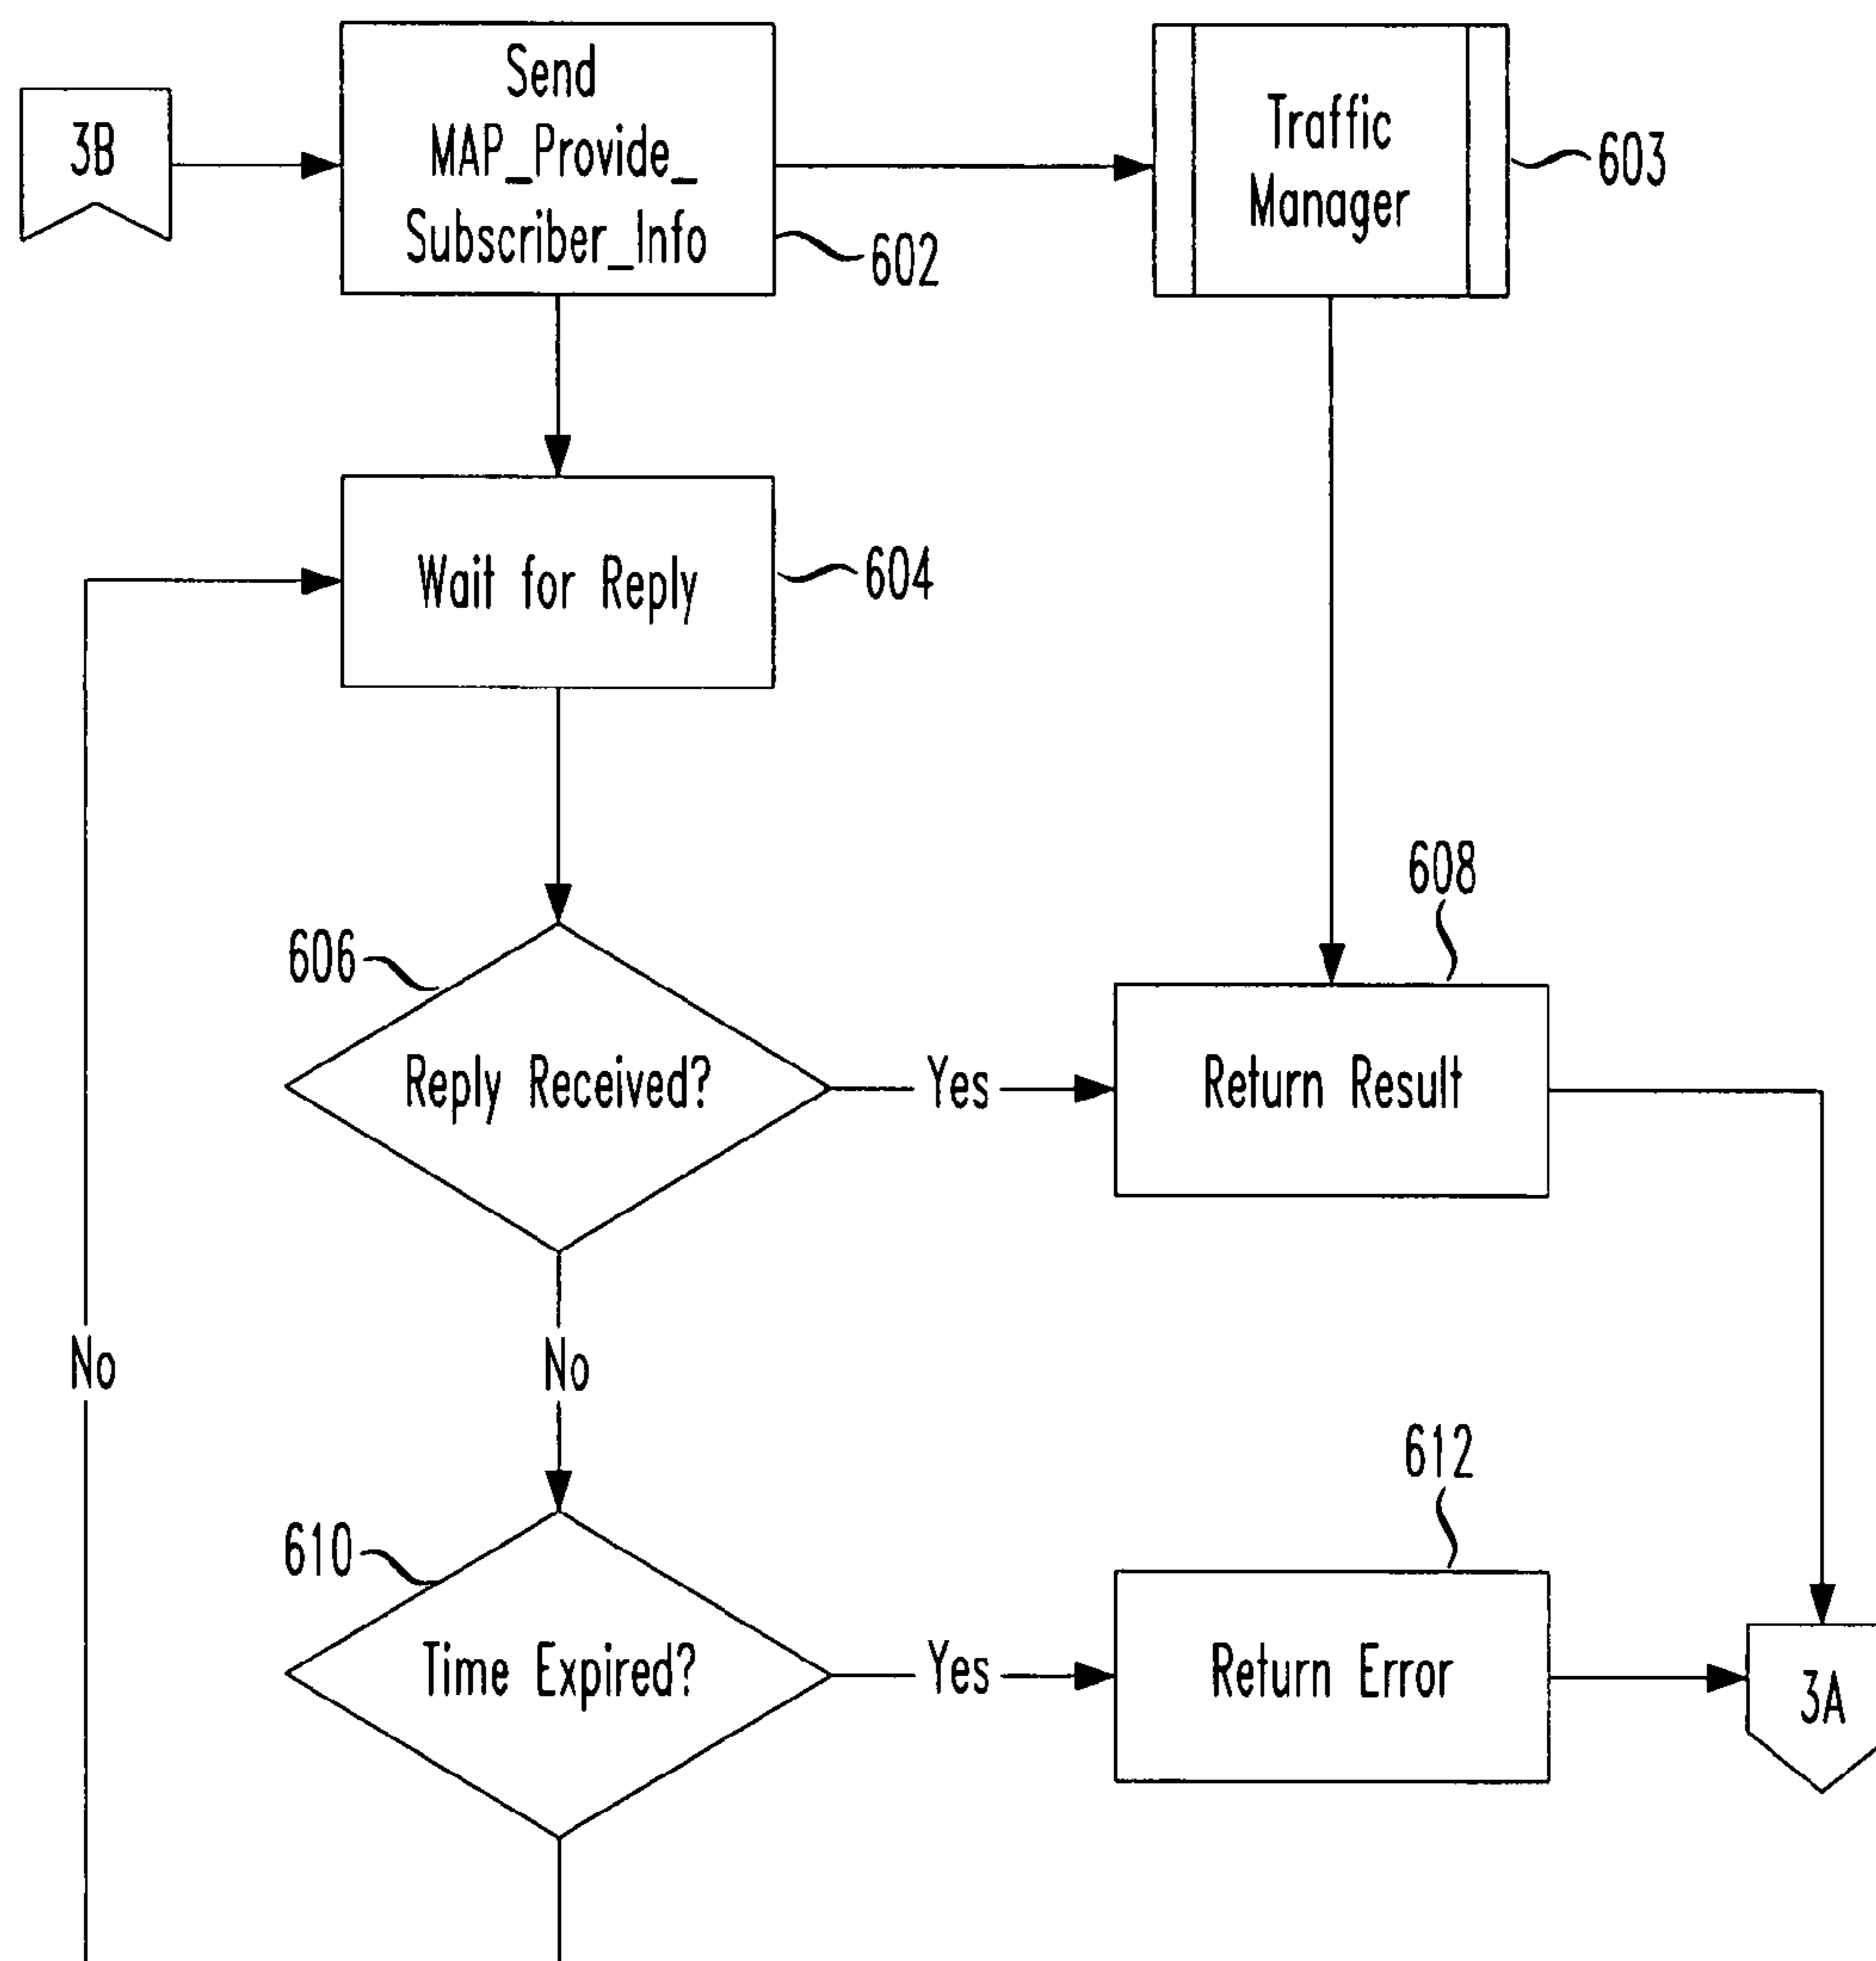 3B
Send
MAP_Provide_
Subscriber_Info
602
Traffic
Manager
603
Wait for Reply
604
606
Reply Received?
Yes
608
Return Result
No
No
610
Time Expired?
Yes
612
Return Error
3A